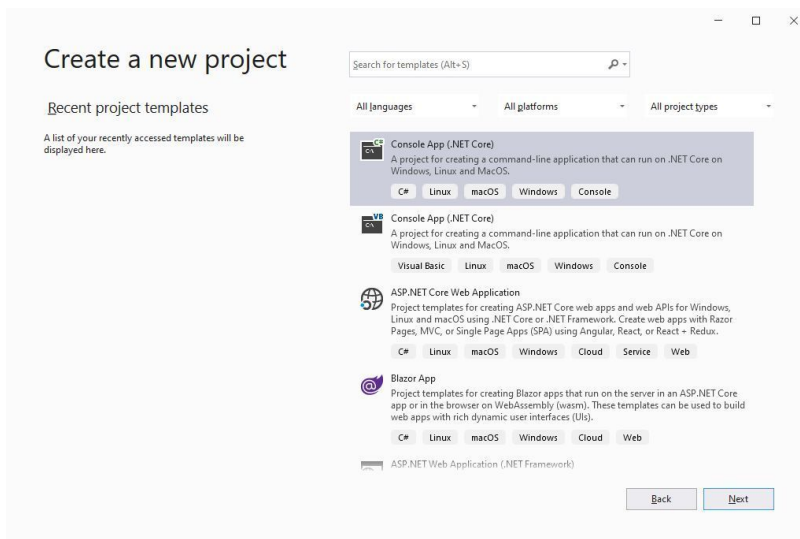 Create a new project
Search for templates (Alt+S)
Recent project templates
A list of your recently accessed templates will be
displayed here.
All languages
All platforms
All project types
C#
C:\
Console App (.NET Core)
A project for creating a command-line application that can run on .NET Core on
Windows, Linux and MacOS.
C# Linux macOS Windows Console
VB
C:\
Console App (.NET Core)
A project for creating a command-line application that can run on .NET Core on
Windows, Linux and MacOS.
Visual Basic Linux macOS Windows Console
ASP.NET Core Web Application
Project templates for creating ASP.NET Core web apps and web APIs for Windows,
Linux and macOS using .NET Core or .NET Framework. Create web apps with Razor
Pages, MVC, or Single Page Apps (SPA) using Angular, React, or React + Redux.
C# Linux macOS Windows Cloud Service Web
Blazor App
Project templates for creating Blazor apps that run on the server in an ASP.NET Core
app or in the browser on WebAssembly (wasm). These templates can be used to build
web apps with rich dynamic user interfaces (UIs).
C# Linux macOS Windows Cloud Web
ASP.NET Web Application (.NET Framework)
Back
Next